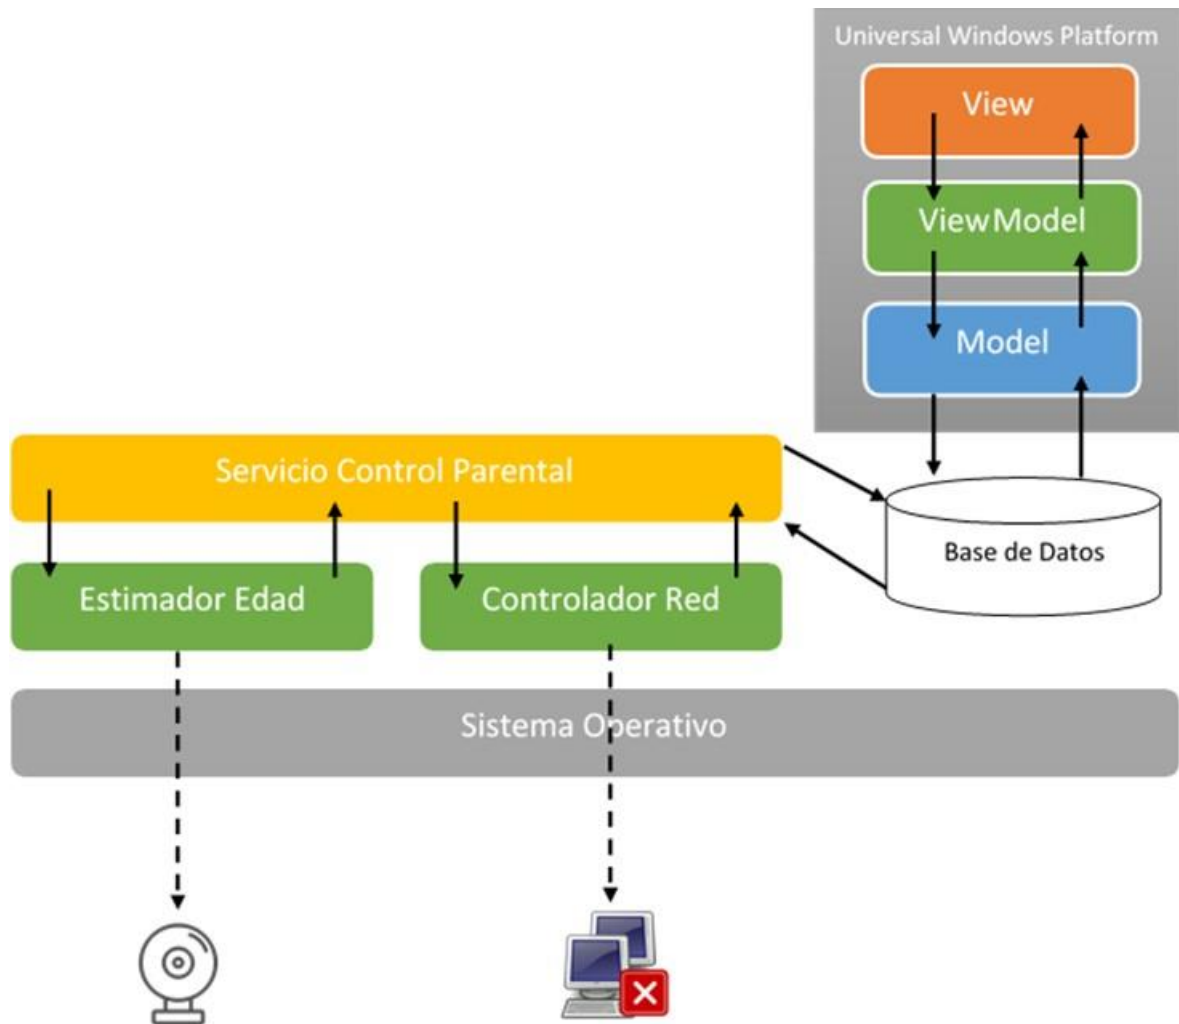 Universal Windows Platform
View
ViewModel
Model
Servicio Control Parental
Base de Datos
Estimador Edad
Controlador Red
Sistema Operativo